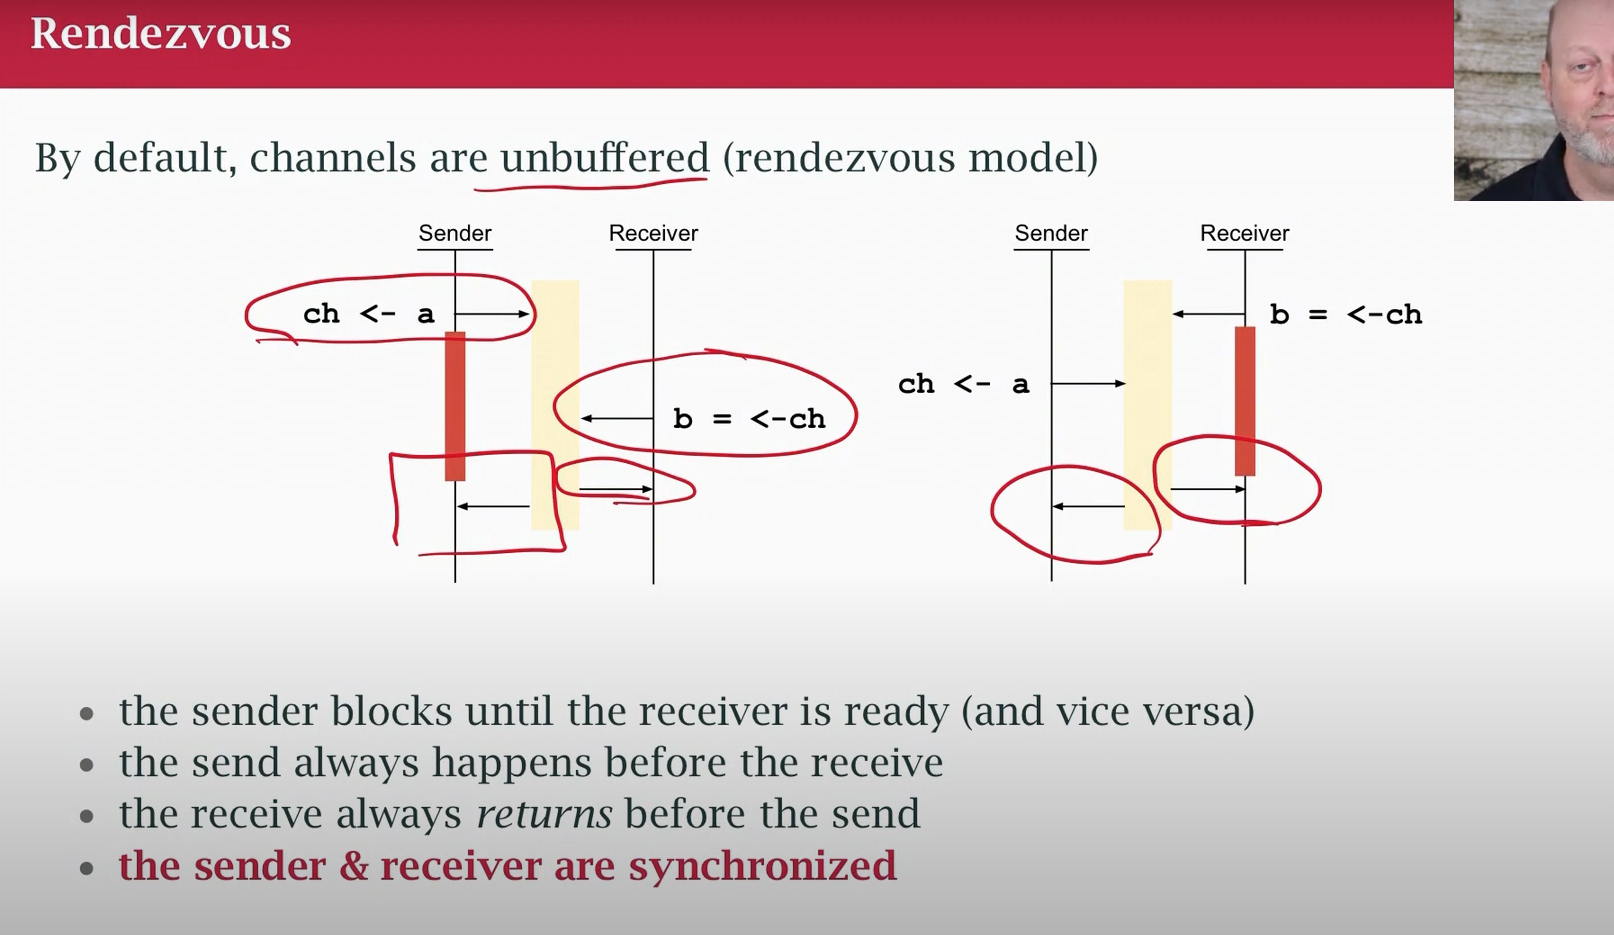 Rendezvous
By default, channels are unbuffered (rendezvous model)
Sender Receiver
ch <- a
b = <-ch
Sender Receiver
b = <-ch
ch <- a
• the sender blocks until the receiver is ready (and vice versa)
• the send always happens before the receive
• the receive always returns before the send
• the sender & receiver are synchronized